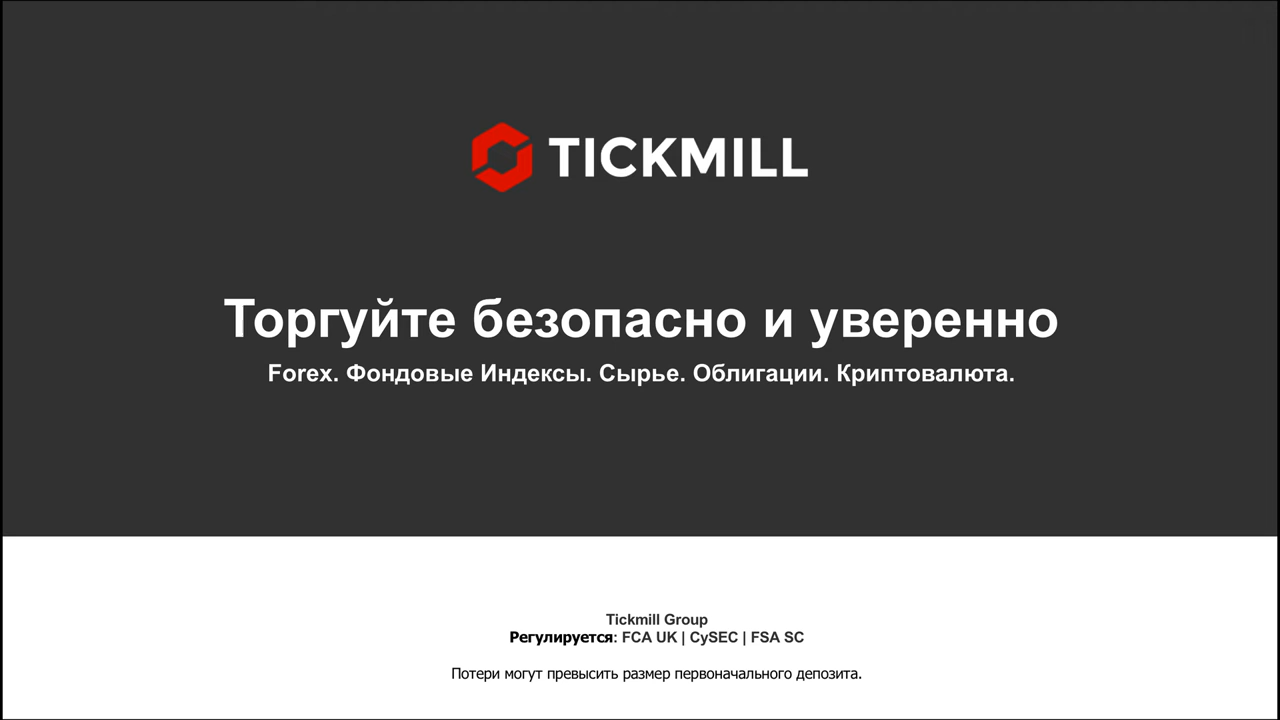 TICKMILL
Торгуйте безопасно и уверенно
Forex. Фондовые Индексы. Сырье. Облигации. Криптовалюта.
Tickmill Group
Регулируется: FCA UK | CySEC | FSA SC
Потери могут превысить размер первоначального депозита.